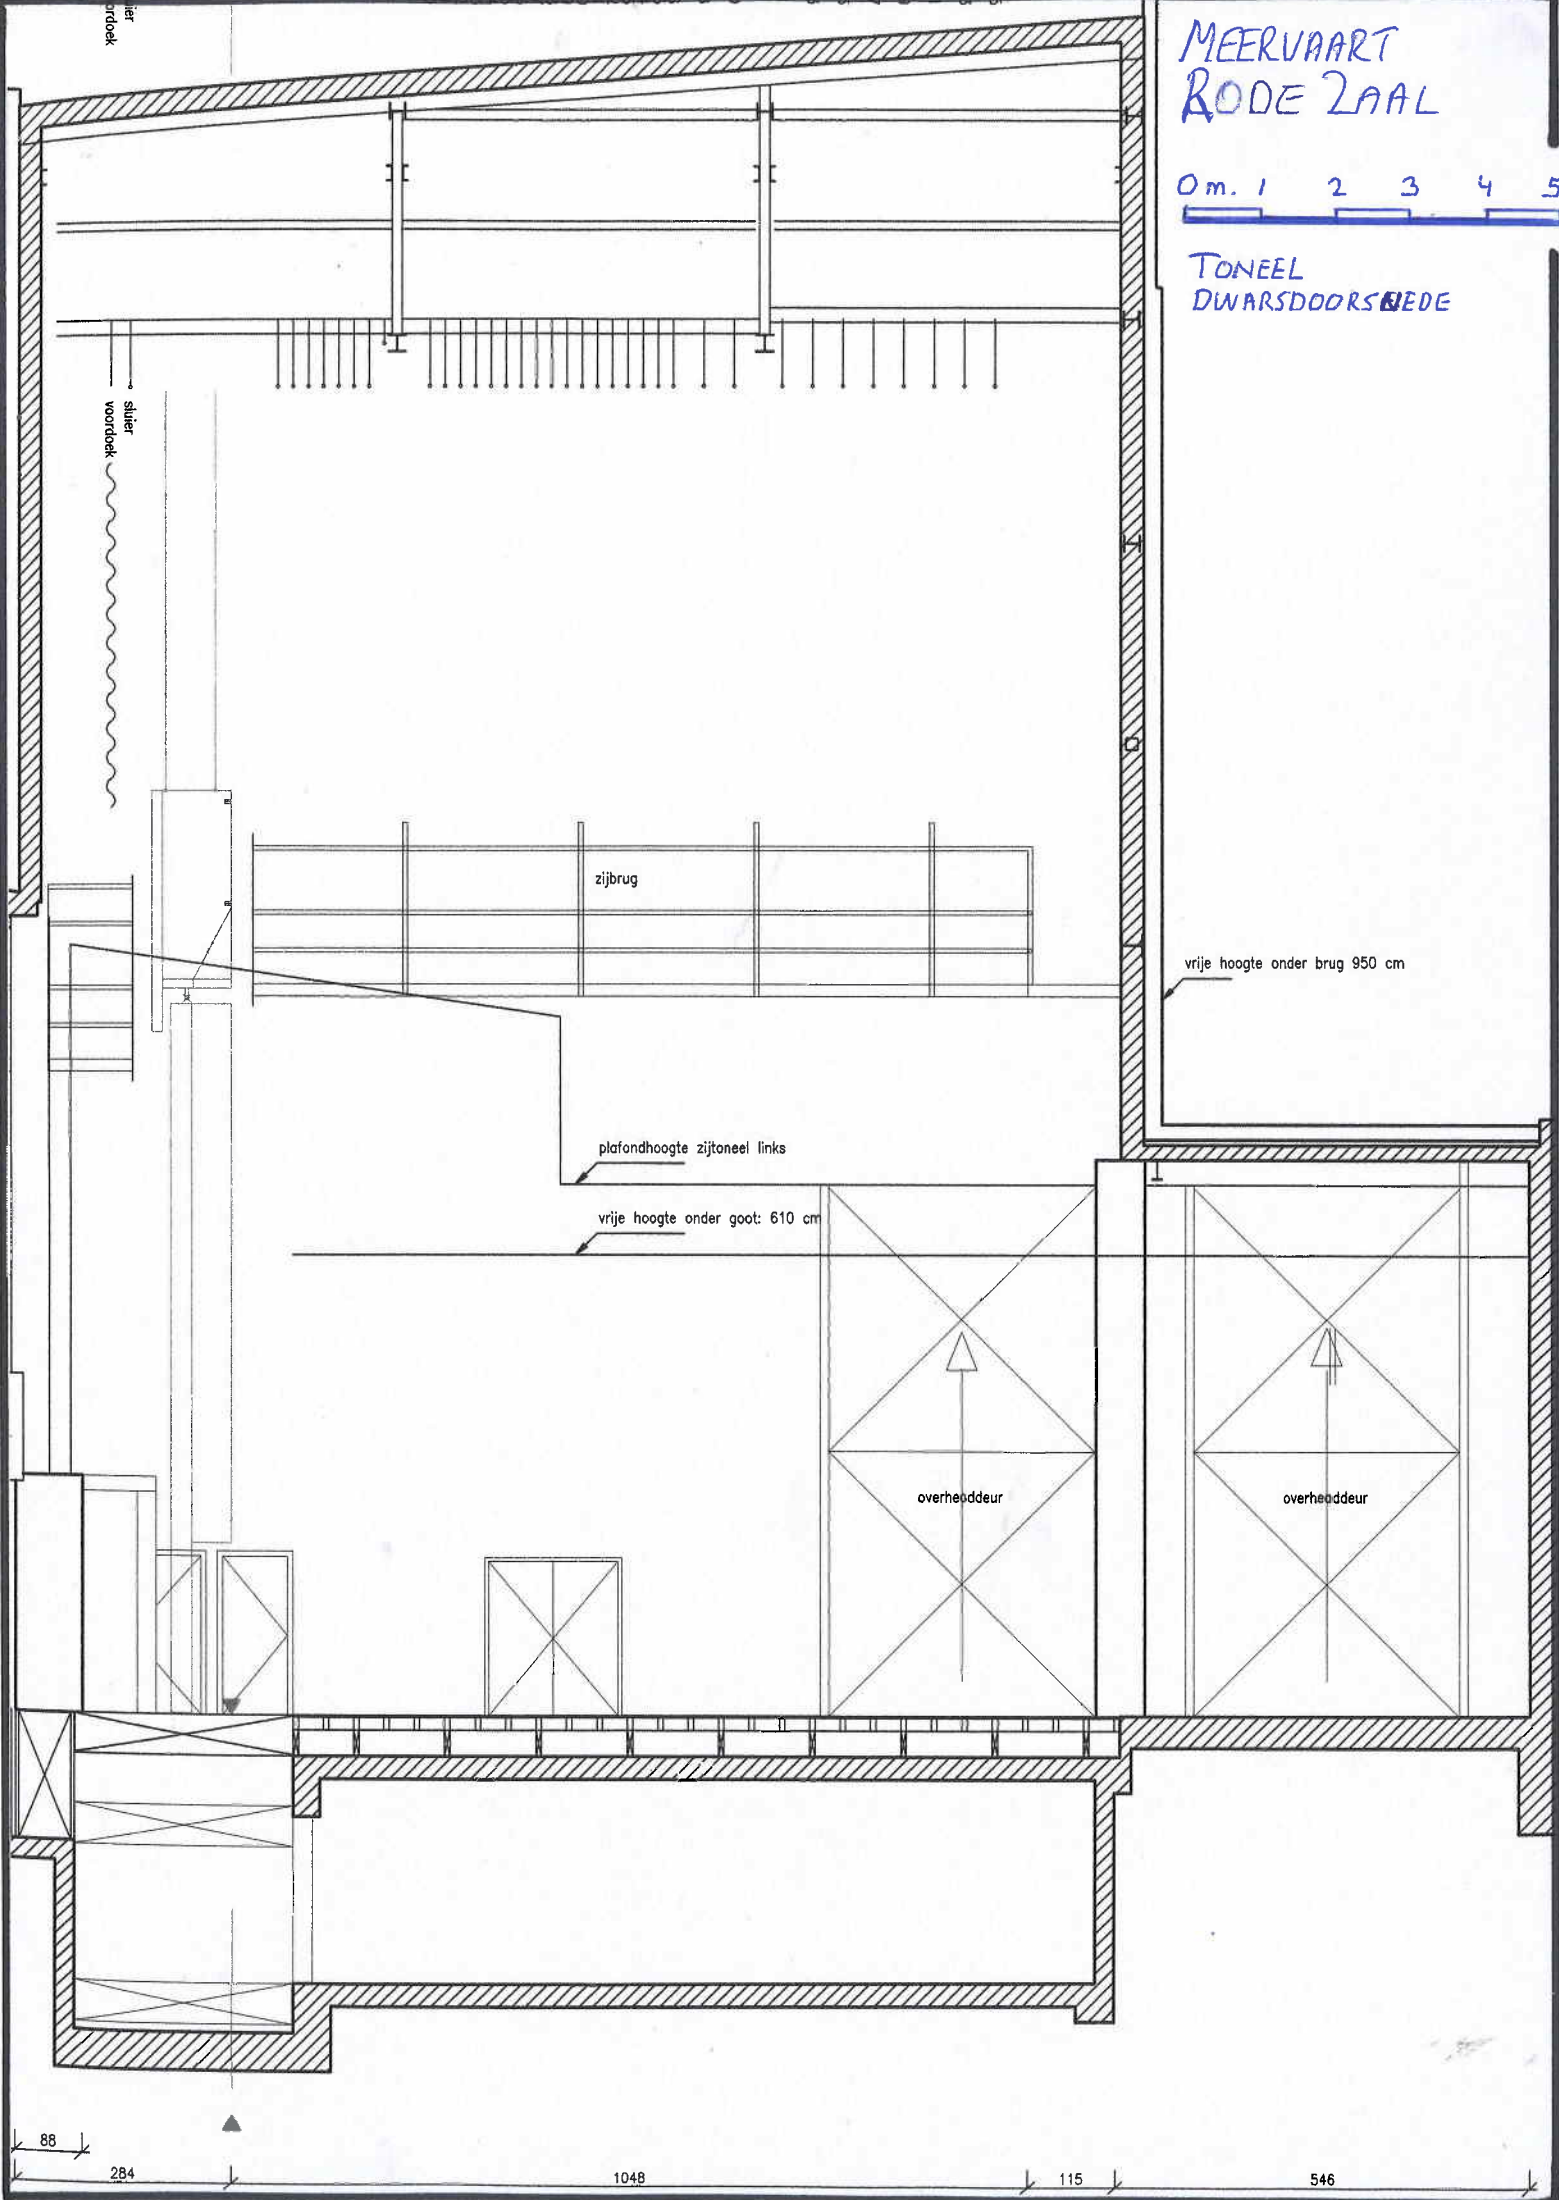 MEERVAART
RODE ZAAL
0 m. 1 2 3 4 5
TONEEL
DWARSDOORSNEDE
sluier
voordoek
zijbrug
vrije hoogte onder brug 950 cm
plafondhoogte zijtoneel links
vrije hoogte onder goot: 610 cm
overheaddeur
overheaddeur
88
284
1048
115
546